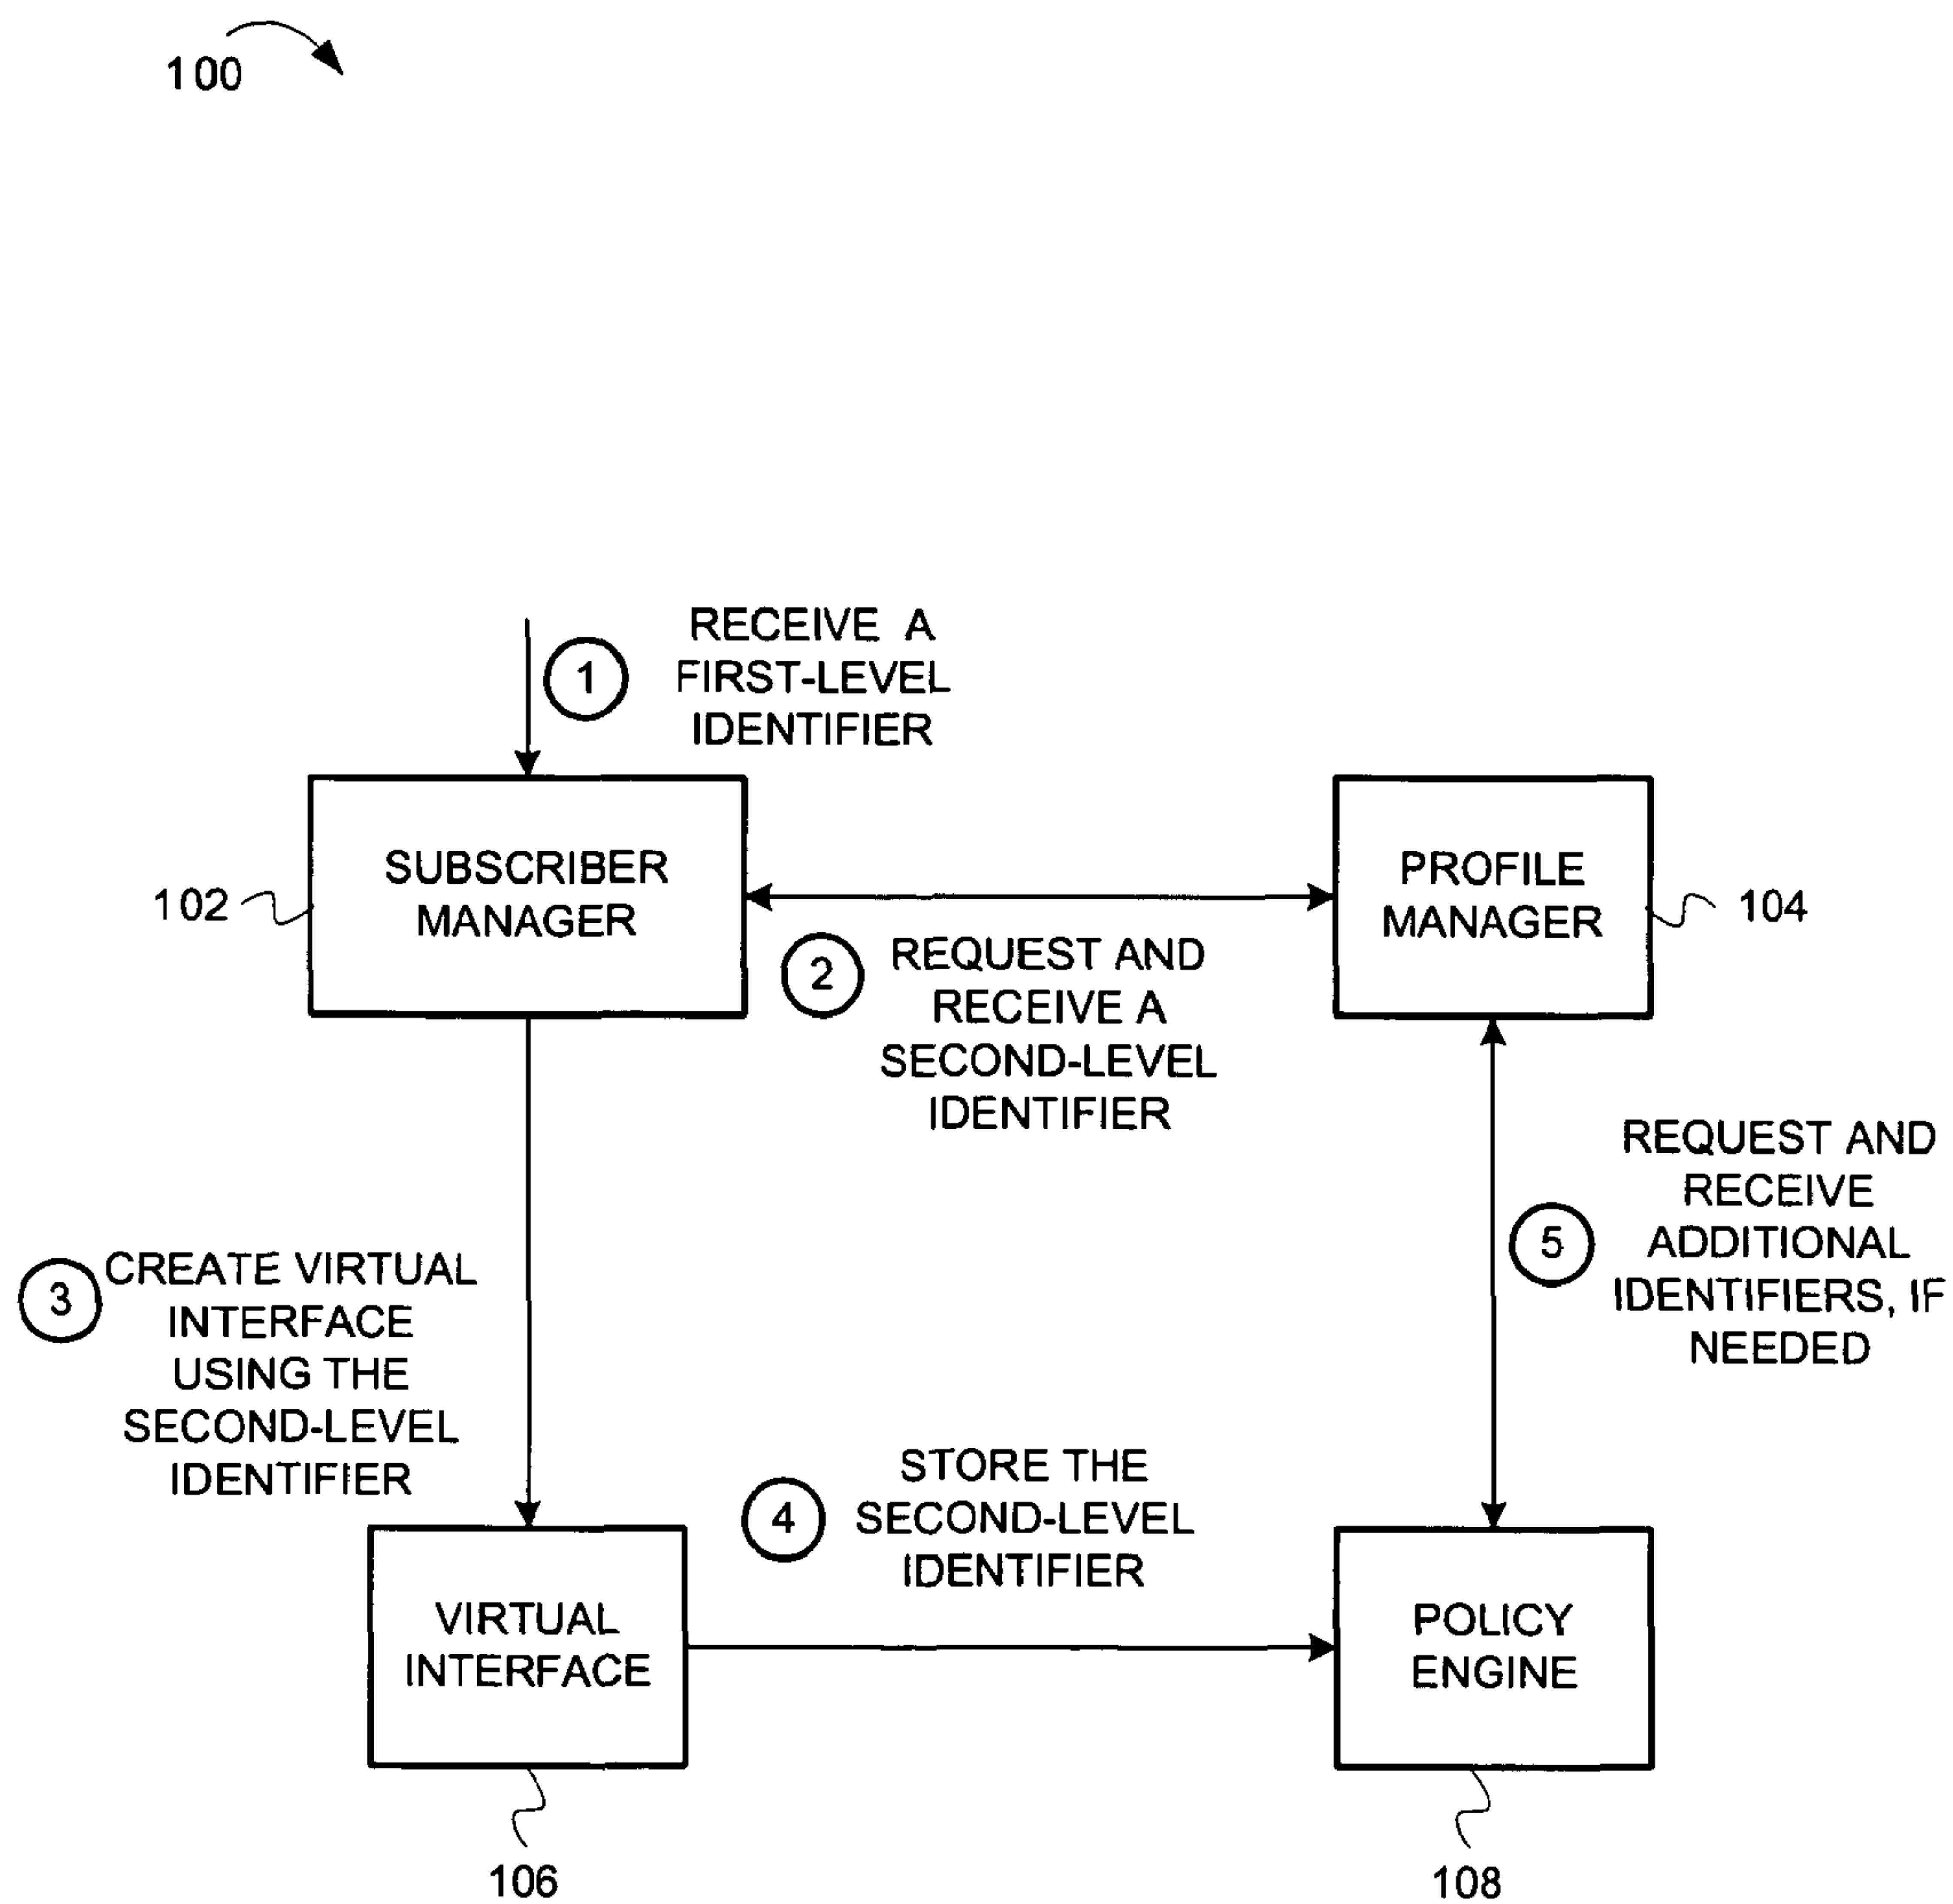 100
1
RECEIVE A
FIRST-LEVEL
IDENTIFIER
SUBSCRIBER
MANAGER
102
PROFILE
MANAGER
104
2
REQUEST AND
RECEIVE A
SECOND-LEVEL
IDENTIFIER
3
CREATE VIRTUAL
INTERFACE
USING THE
SECOND-LEVEL
IDENTIFIER
5
REQUEST AND
RECEIVE
ADDITIONAL
IDENTIFIERS, IF
NEEDED
4
STORE THE
SECOND-LEVEL
IDENTIFIER
VIRTUAL
INTERFACE
106
POLICY
ENGINE
108